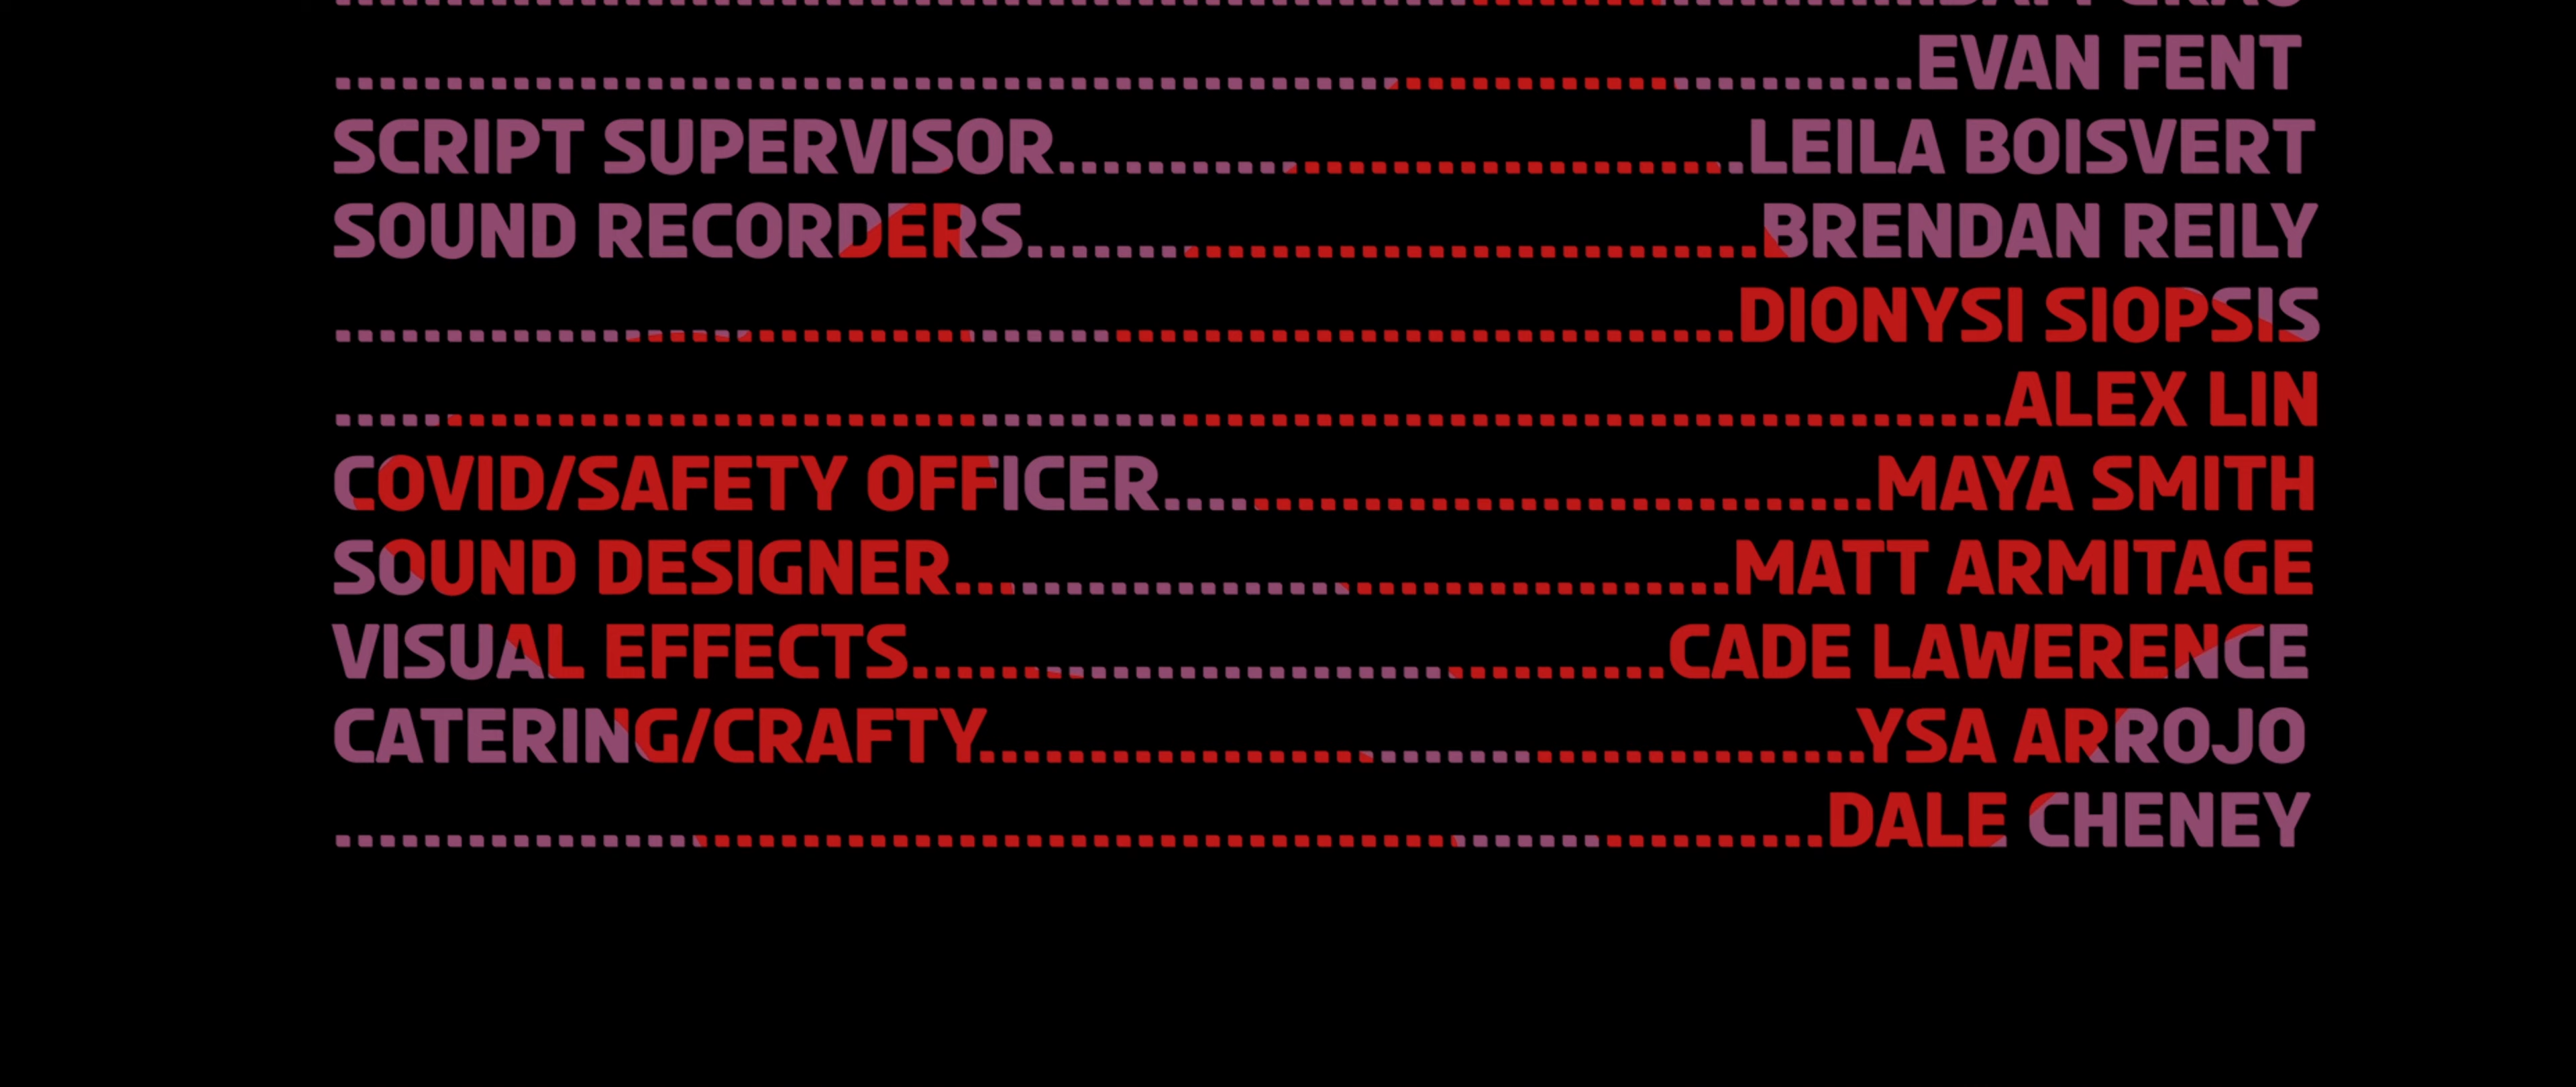 EVAN FENT
SCRIPT SUPERVISOR..............................LEILA BOISVERT
SOUND RECORDERS.................................BRENDAN REILY
DIONYSI SIOPSIS
ALEX LIN
COVID/SAFETY OFFICER................................MAYA SMITH
SOUND DESIGNER...................................MATT ARMITAGE
VISUAL EFFECTS..................................CADE LAWERENCE
CATERING/CRAFTY.......................................YSA ARROJO
DALE CHENEY